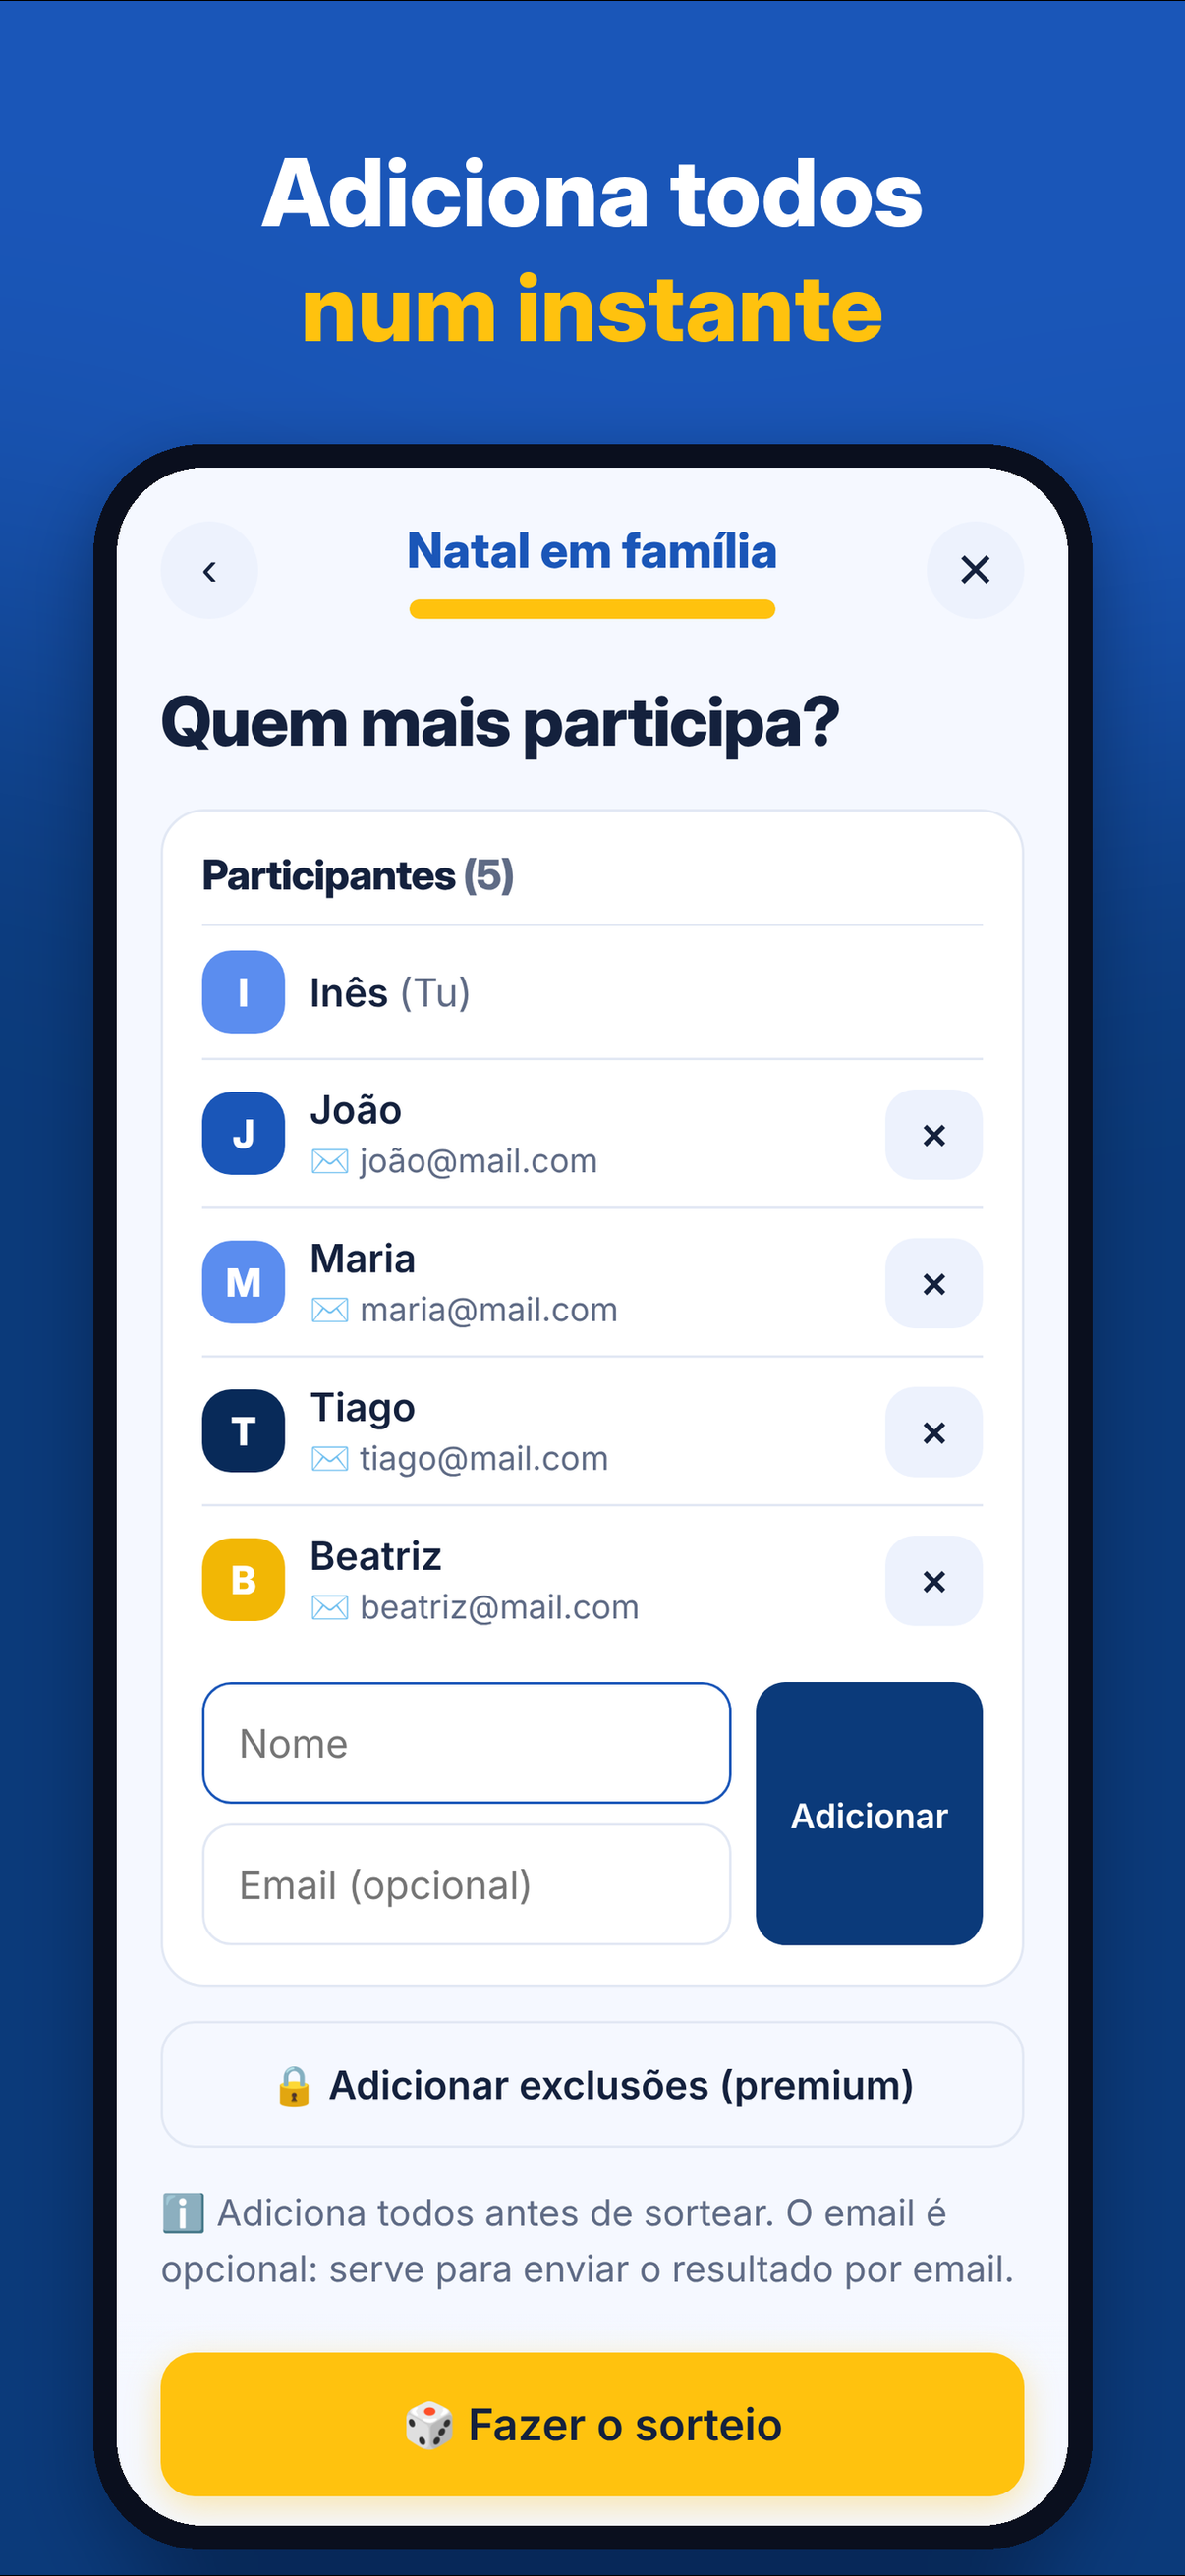 Adiciona todos
num instante
Natal em família
Quem mais participa?
Participantes (5)
I
Inês (Tu)
J
João
joão@mail.com
M
Maria
maria@mail.com
T
Tiago
tiago@mail.com
B
Beatriz
beatriz@mail.com
Nome
Adicionar
Email (opcional)
Adicionar exclusões (premium)
ℹ️ Adiciona todos antes de sortear. O email é
opcional: serve para enviar o resultado por email.
Fazer o sorteio